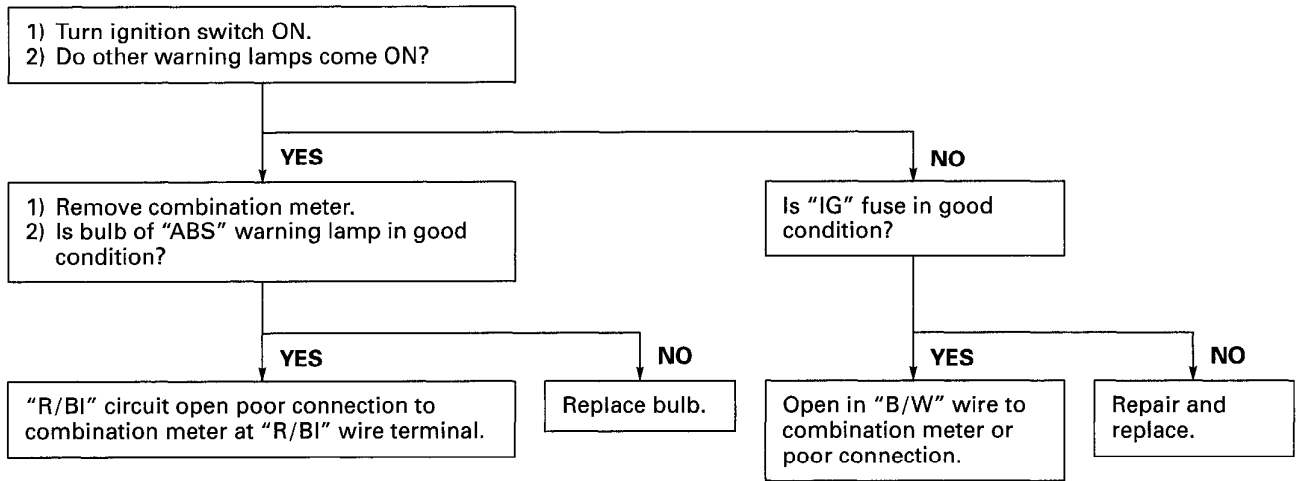 1) Turn ignition switch ON.
2) Do other warning lamps come ON?
YES
NO
1) Remove combination meter.
2) Is bulb of “ABS” warning lamp in good
condition?
Is “IG” fuse in good
condition?
YES
NO
YES
NO
“R/Bl” circuit open poor connection to
combination meter at “R/Bl” wire terminal.
Replace bulb.
Open in “B/W” wire to
combination meter or
poor connection.
Repair and
replace.